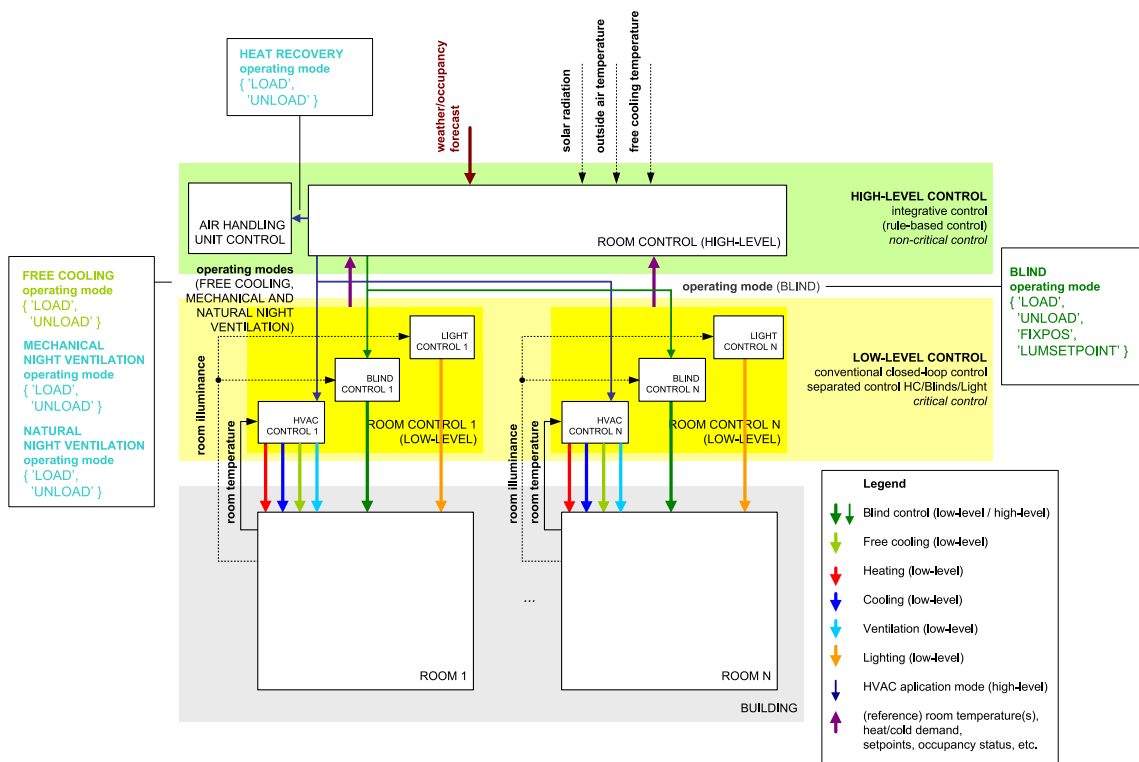 HEAT RECOVERY
operating mode
{ 'LOAD',
'UNLOAD' }
weather/occupancy
forecast
solar radiation
outside air temperature
free cooling temperature
AIR HANDLING
UNIT CONTROL
ROOM CONTROL (HIGH-LEVEL)
HIGH-LEVEL CONTROL
integrative control
(rule-based control)
non-critical control
FREE COOLING
operating mode
{ 'LOAD',
'UNLOAD' }
MECHANICAL
NIGHT VENTILATION
operating mode
{ 'LOAD',
'UNLOAD' }
NATURAL
NIGHT VENTILATION
operating mode
{ 'LOAD',
'UNLOAD' }
operating modes
(FREE COOLING,
MECHANICAL AND
NATURAL NIGHT
VENTILATION)
operating mode (BLIND)
BLIND
operating mode
{ 'LOAD',
'UNLOAD',
'FIXPOS',
'LUMSETPOINT' }
LOW-LEVEL CONTROL
conventional closed-loop control
separated control HC/Blinds/Light
critical control
LIGHT
CONTROL 1
BLIND
CONTROL 1
HVAC
CONTROL 1
ROOM CONTROL 1
(LOW-LEVEL)
room illuminance
room temperature
LIGHT
CONTROL N
BLIND
CONTROL N
HVAC
CONTROL N
ROOM CONTROL N
(LOW-LEVEL)
room illuminance
room temperature
ROOM 1
...
ROOM N
BUILDING
Legend
Blind control (low-level / high-level)
Free cooling (low-level)
Heating (low-level)
Cooling (low-level)
Ventilation (low-level)
Lighting (low-level)
HVAC aplication mode (high-level)
(reference) room temperature(s),
heat/cold demand,
setpoints, occupancy status, etc.